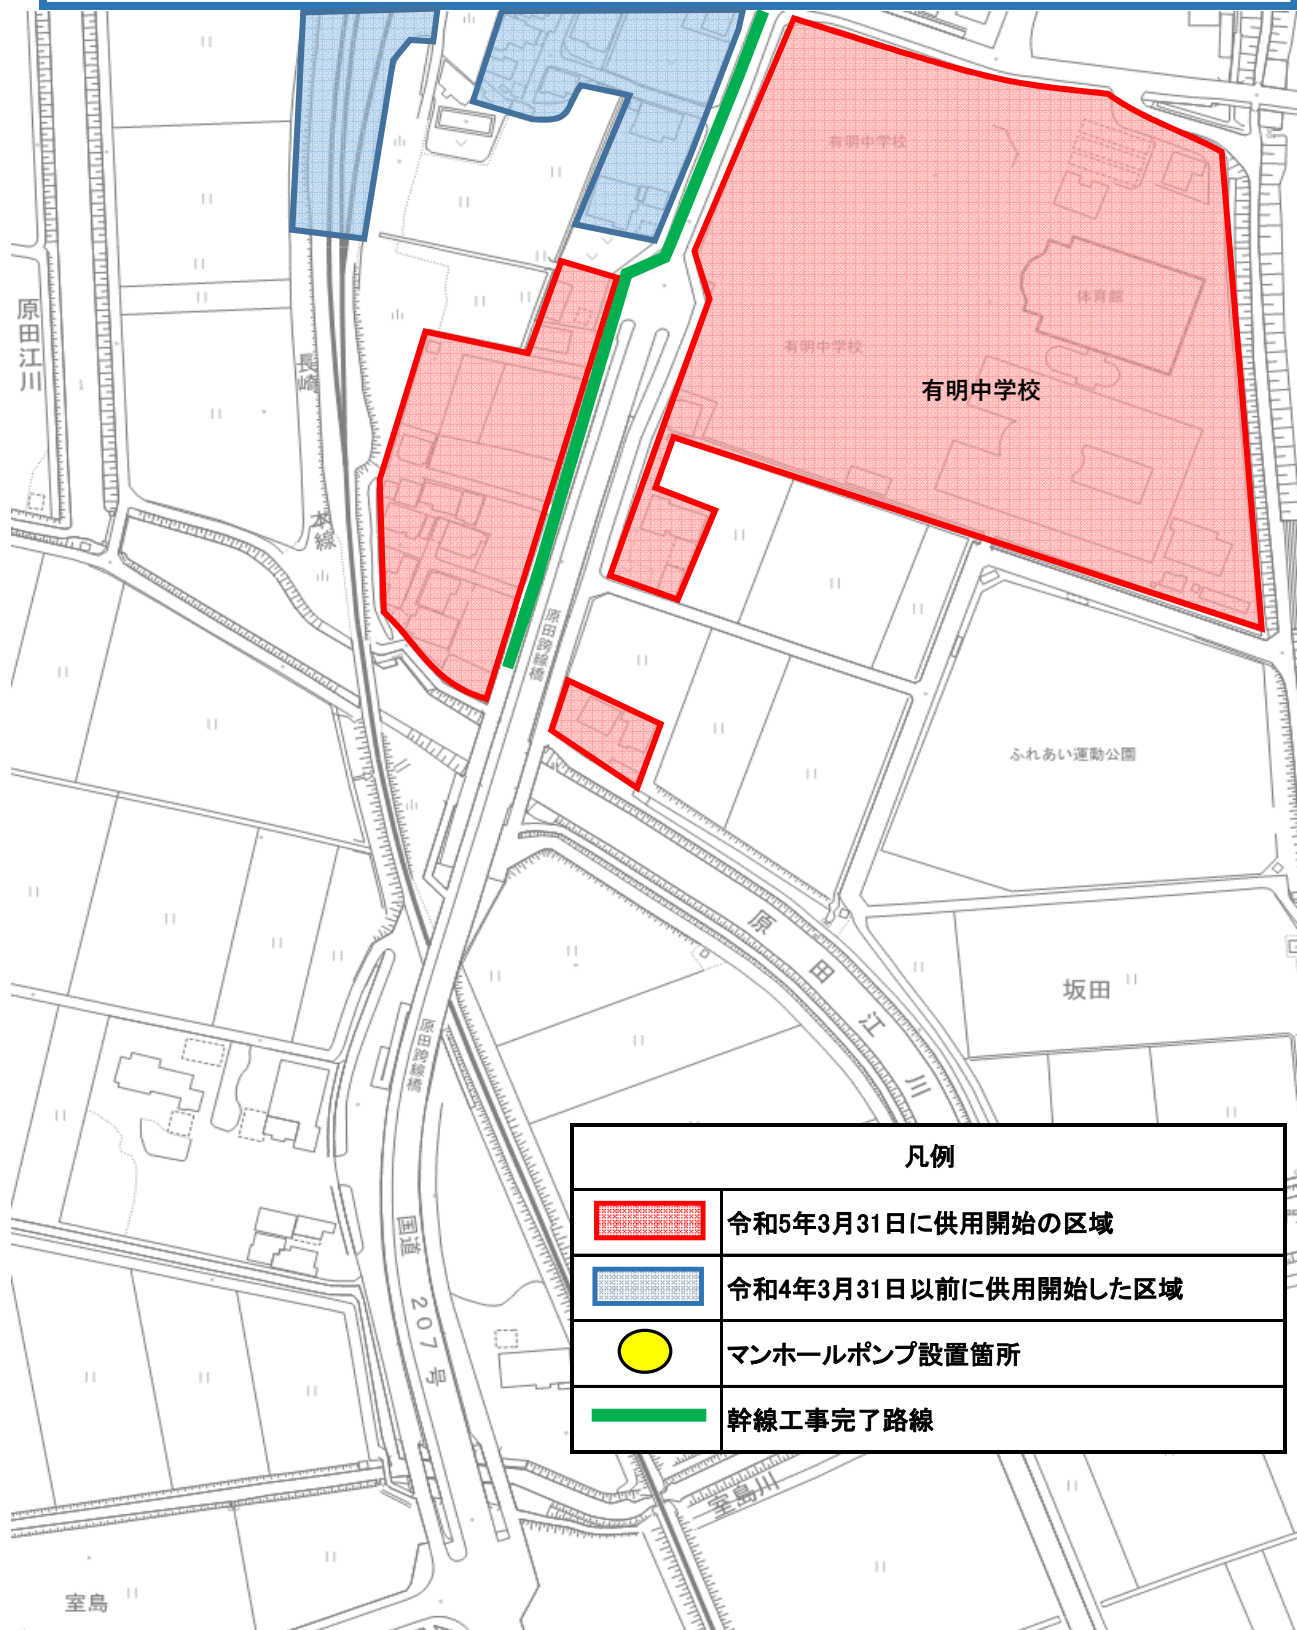 有明中学校
体育館
原田江川
有明中学校
長崎
有明中学校
本線
原田跨線橋
ふれあい運動公園
原田江川
坂田
原田跨線橋
凡例
令和5年3月31日に供用開始の区域
国道 207号
令和4年3月31日以前に供用開始した区域
マンホールポンプ設置箇所
幹線工事完了路線
室島川
室島